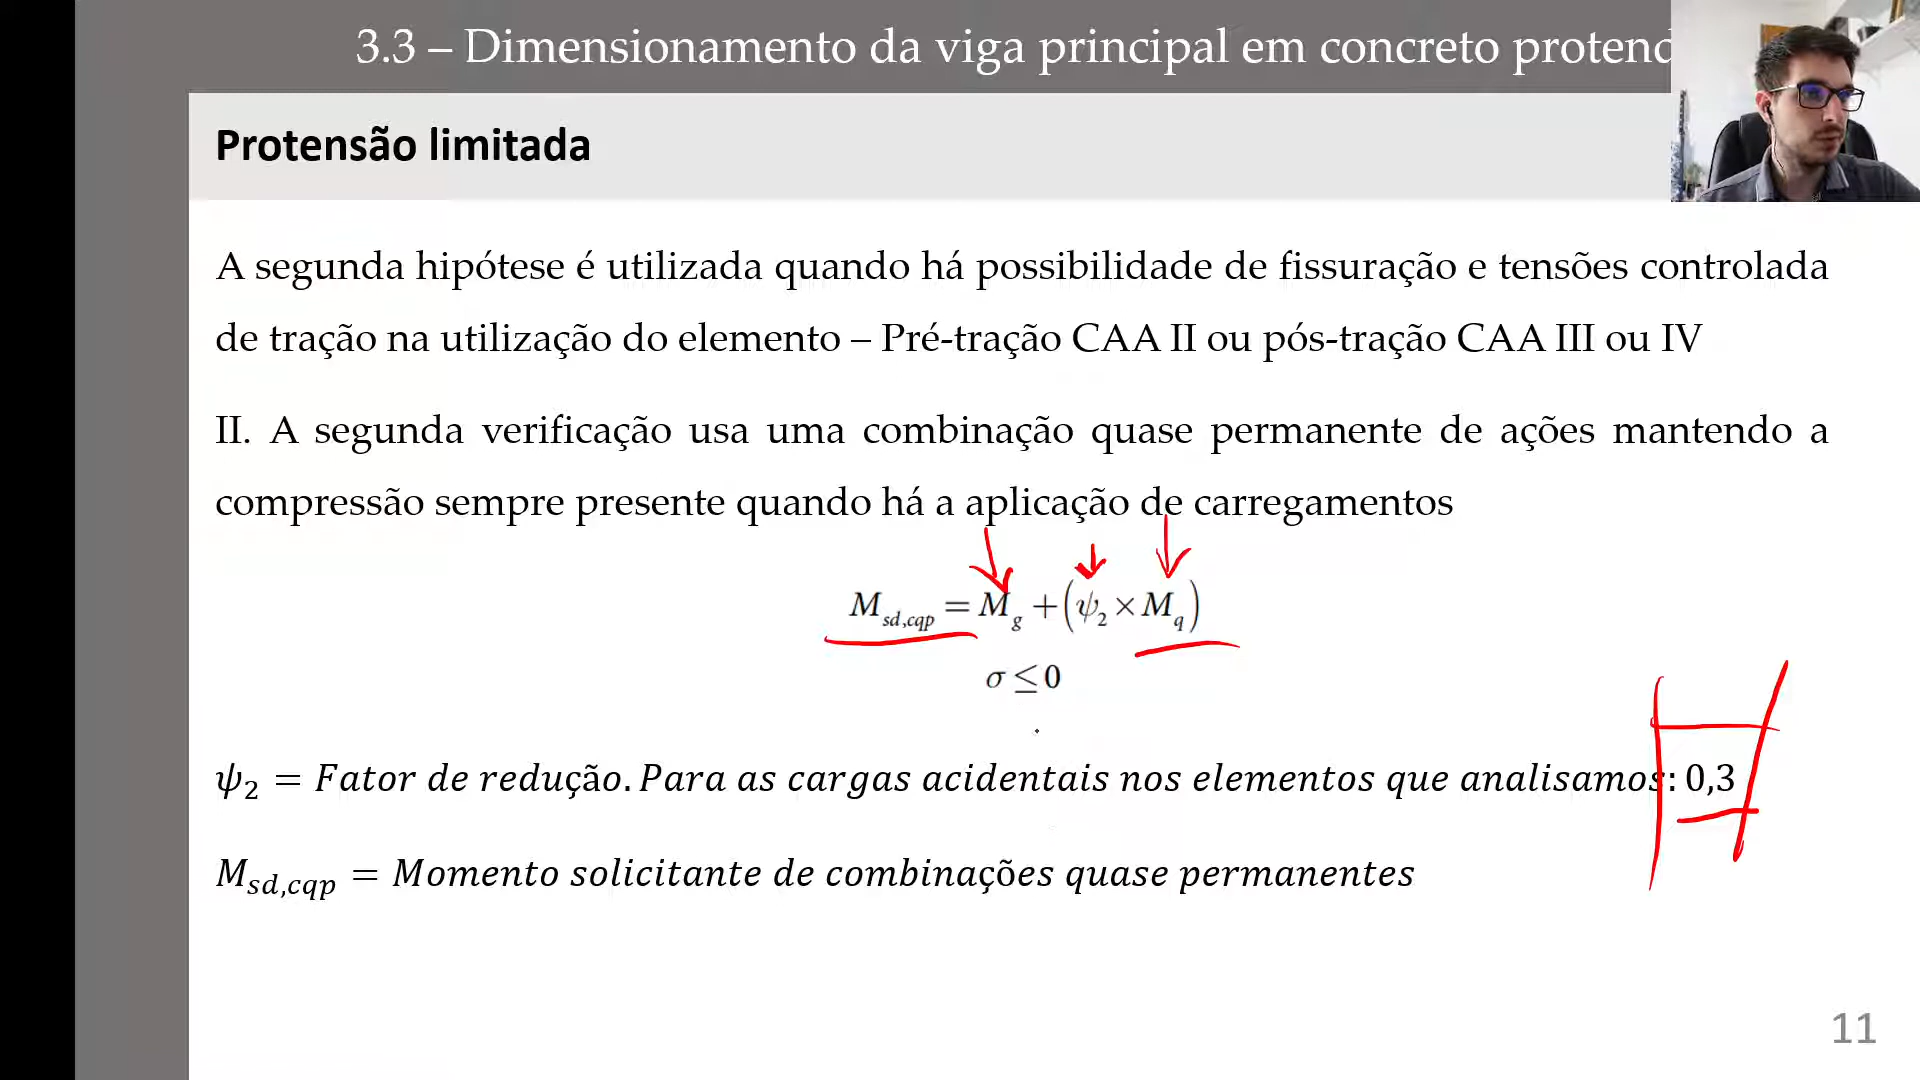 3.3 – Dimensionamento da viga principal em concreto protend
Protensão limitada
A segunda hipótese é utilizada quando há possibilidade de fissuração e tensões controlada
de tração na utilização do elemento – Pré-tração CAA II ou pós-tração CAA III ou IV
II. A segunda verificação usa uma combinação quase permanente de ações mantendo a
compressão sempre presente quando há a aplicação de carregamentos
M_sd,cqp = M_g + (ψ_2 × M_q)
σ ≤ 0
ψ_2 = Fator de redução. Para as cargas acidentais nos elementos que analisamos: 0,3
M_sd,cqp = Momento solicitante de combinações quase permanentes
11